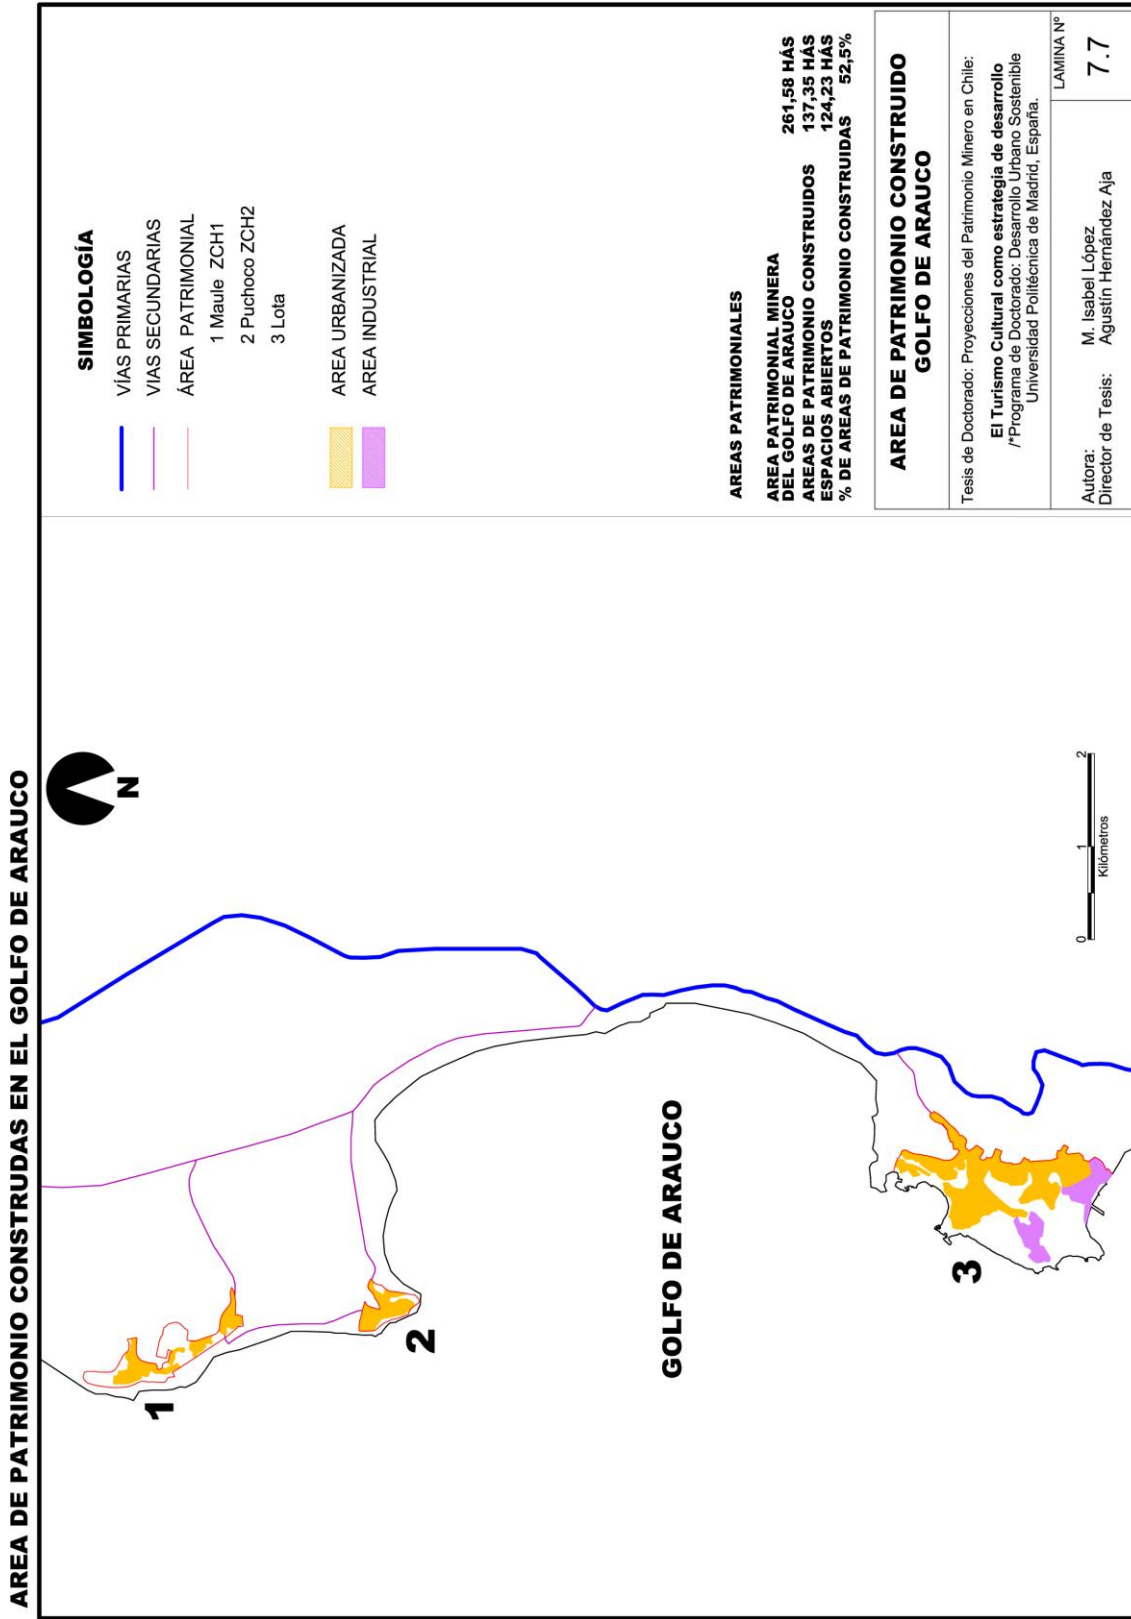 AREA DE PATRIMONIO CONSTRUDAS EN EL GOLFO DE ARAUCO
N
1
2
3
GOLFO DE ARAUCO
0 1 2
Kilómetros
SIMBOLOGÍA
VÍAS PRIMARIAS
VIAS SECUNDARIAS
ÁREA PATRIMONIAL
1 Maule ZCH1
2 Puchoco ZCH2
3 Lota
AREA URBANIZADA
AREA INDUSTRIAL
AREAS PATRIMONIALES
AREA PATRIMONIAL MINERA
DEL GOLFO DE ARAUCO 261,58 HÁS
AREAS DE PATRIMONIO CONSTRUIDOS 137,35 HÁS
ESPACIOS ABIERTOS 124,23 HÁS
% DE AREAS DE PATRIMONIO CONSTRUIDAS 52,5%
AREA DE PATRIMONIO CONSTRUIDO
GOLFO DE ARAUCO
Tesis de Doctorado: Proyecciones del Patrimonio Minero en Chile:
El Turismo Cultural como estrategia de desarrollo
/*Programa de Doctorado: Desarrollo Urbano Sostenible
Universidad Politécnica de Madrid, España.
Autora: M. Isabel López
Director de Tesis: Agustín Hernández Aja
LAMINA Nº
7.7